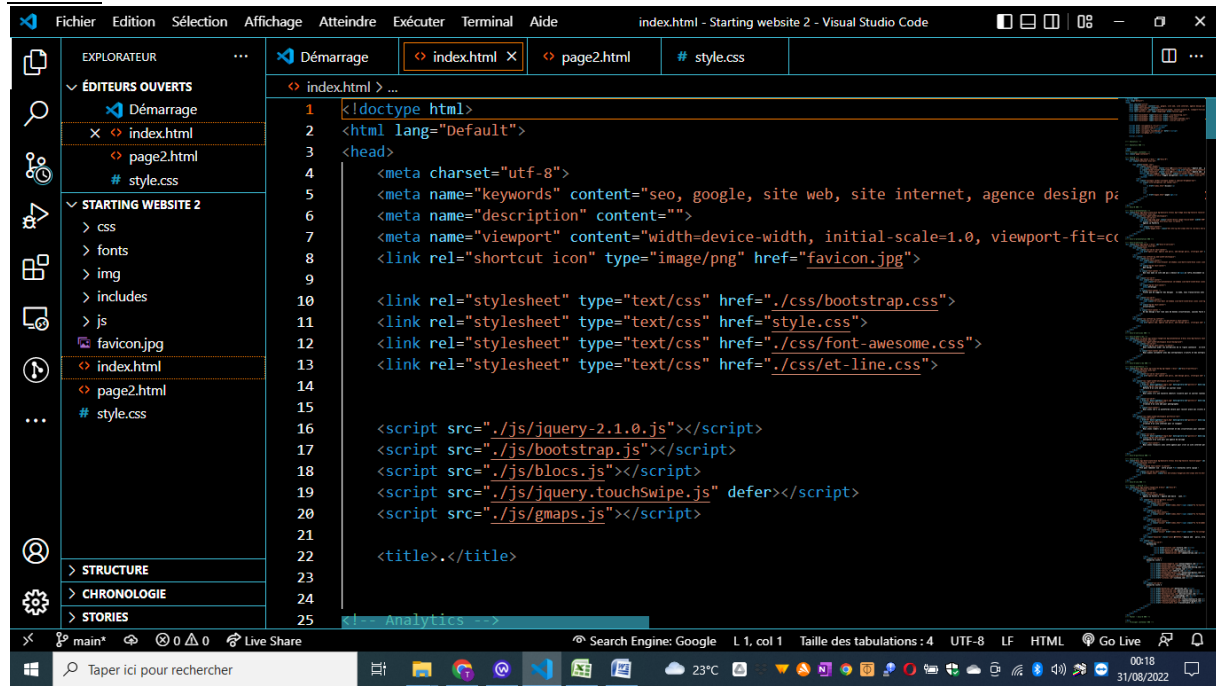 Fichier Edition Sélection Affichage Atteindre Exécuter Terminal Aide index.html - Starting website 2 - Visual Studio Code
EXPLORATEUR
ÉDITEURS OUVERTS
Démarrage
index.html
page2.html
style.css
STARTING WEBSITE 2
css
fonts
img
includes
js
favicon.jpg
index.html
page2.html
style.css
STRUCTURE
CHRONOLOGIE
STORIES
Démarrage index.html page2.html style.css
index.html > ...
1 <!doctype html>
2 <html lang="Default">
3 <head>
4 <meta charset="utf-8">
5 <meta name="keywords" content="seo, google, site web, site internet, agence design
6 <meta name="description" content="">
7 <meta name="viewport" content="width=device-width, initial-scale=1.0, viewport-fit=
8 <link rel="shortcut icon" type="image/png" href="favicon.jpg">
9
10 <link rel="stylesheet" type="text/css" href="./css/bootstrap.css">
11 <link rel="stylesheet" type="text/css" href="style.css">
12 <link rel="stylesheet" type="text/css" href="./css/font-awesome.css">
13 <link rel="stylesheet" type="text/css" href="./css/et-line.css">
14
15
16 <script src="./js/jquery-2.1.0.js"></script>
17 <script src="./js/bootstrap.js"></script>
18 <script src="./js/blocs.js"></script>
19 <script src="./js/jquery.touchSwipe.js" defer></script>
20 <script src="./js/gmaps.js"></script>
21
22 <title>.</title>
23
24
25 <!-- Analytics -->
main* 0 0 Live Share Search Engine: Google L 1, col 1 Taille des tabulations : 4 UTF-8 LF HTML Go Live
Taper ici pour rechercher 23°C 00:18
31/08/2022